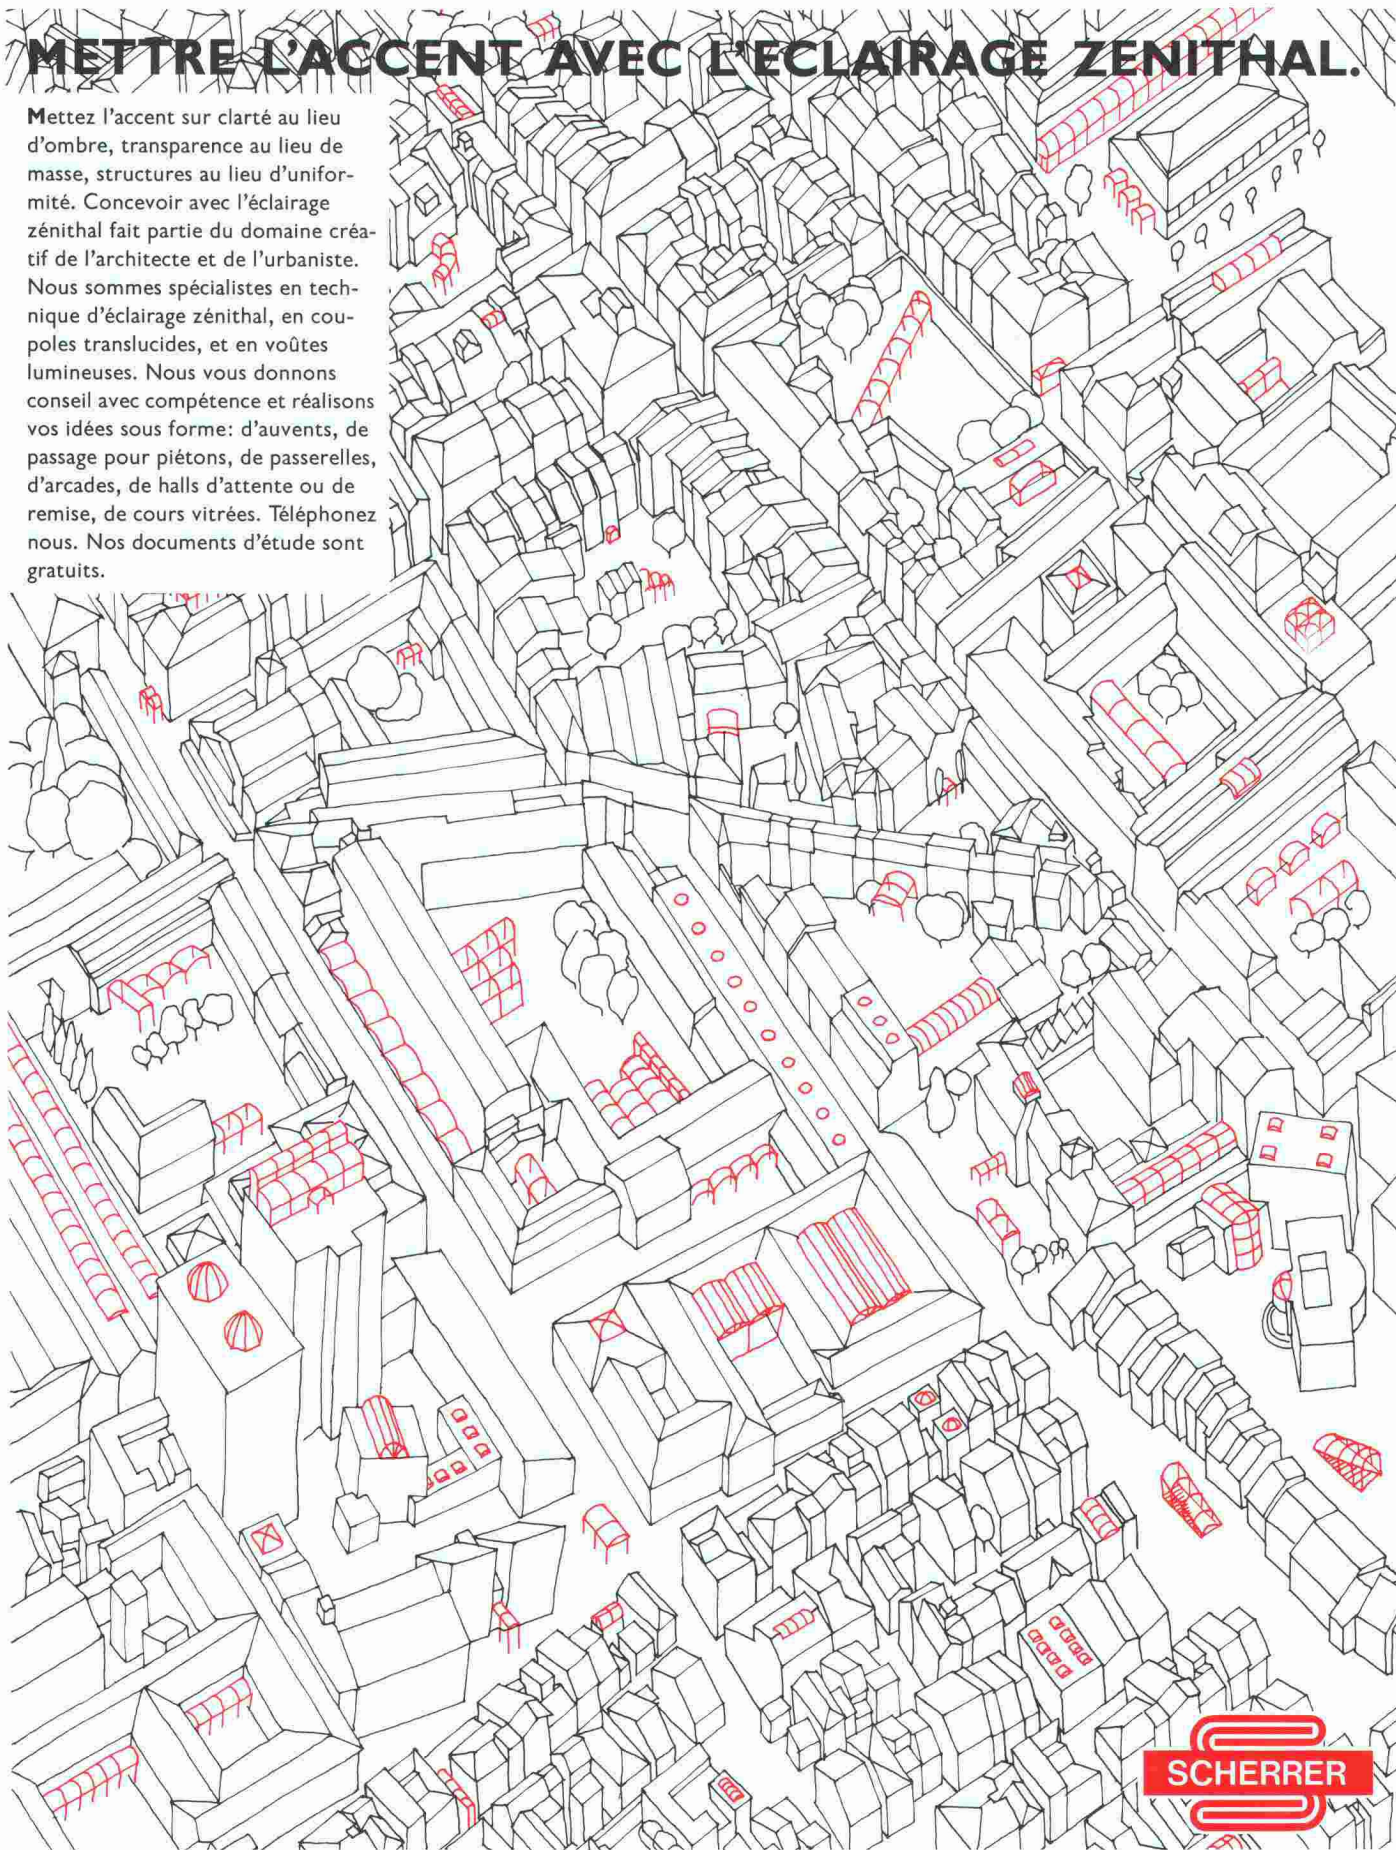 METTRE L'ACCENT AVEC L'ECLAIRAGE ZENITHAL.
Mettez l'accent sur clarté au lieu
d'ombre, transparence au lieu de
masse, structures au lieu d'unifor-
mité. Concevoir avec l'éclairage
zénithal fait partie du domaine créa-
tif de l'architecte et de l'urbaniste.
Nous sommes spécialistes en tech-
nique d'éclairage zénithal, en cou-
poles translucides, et en voûtes
lumineuses. Nous vous donnons
conseil avec compétence et réalisons
vos idées sous forme: d'auvents, de
passage pour piétons, de passerelles,
d'arcades, de halls d'attente ou de
remise, de cours vitrées. Téléphonez
nous. Nos documents d'étude sont
gratuits.
SCHERRER